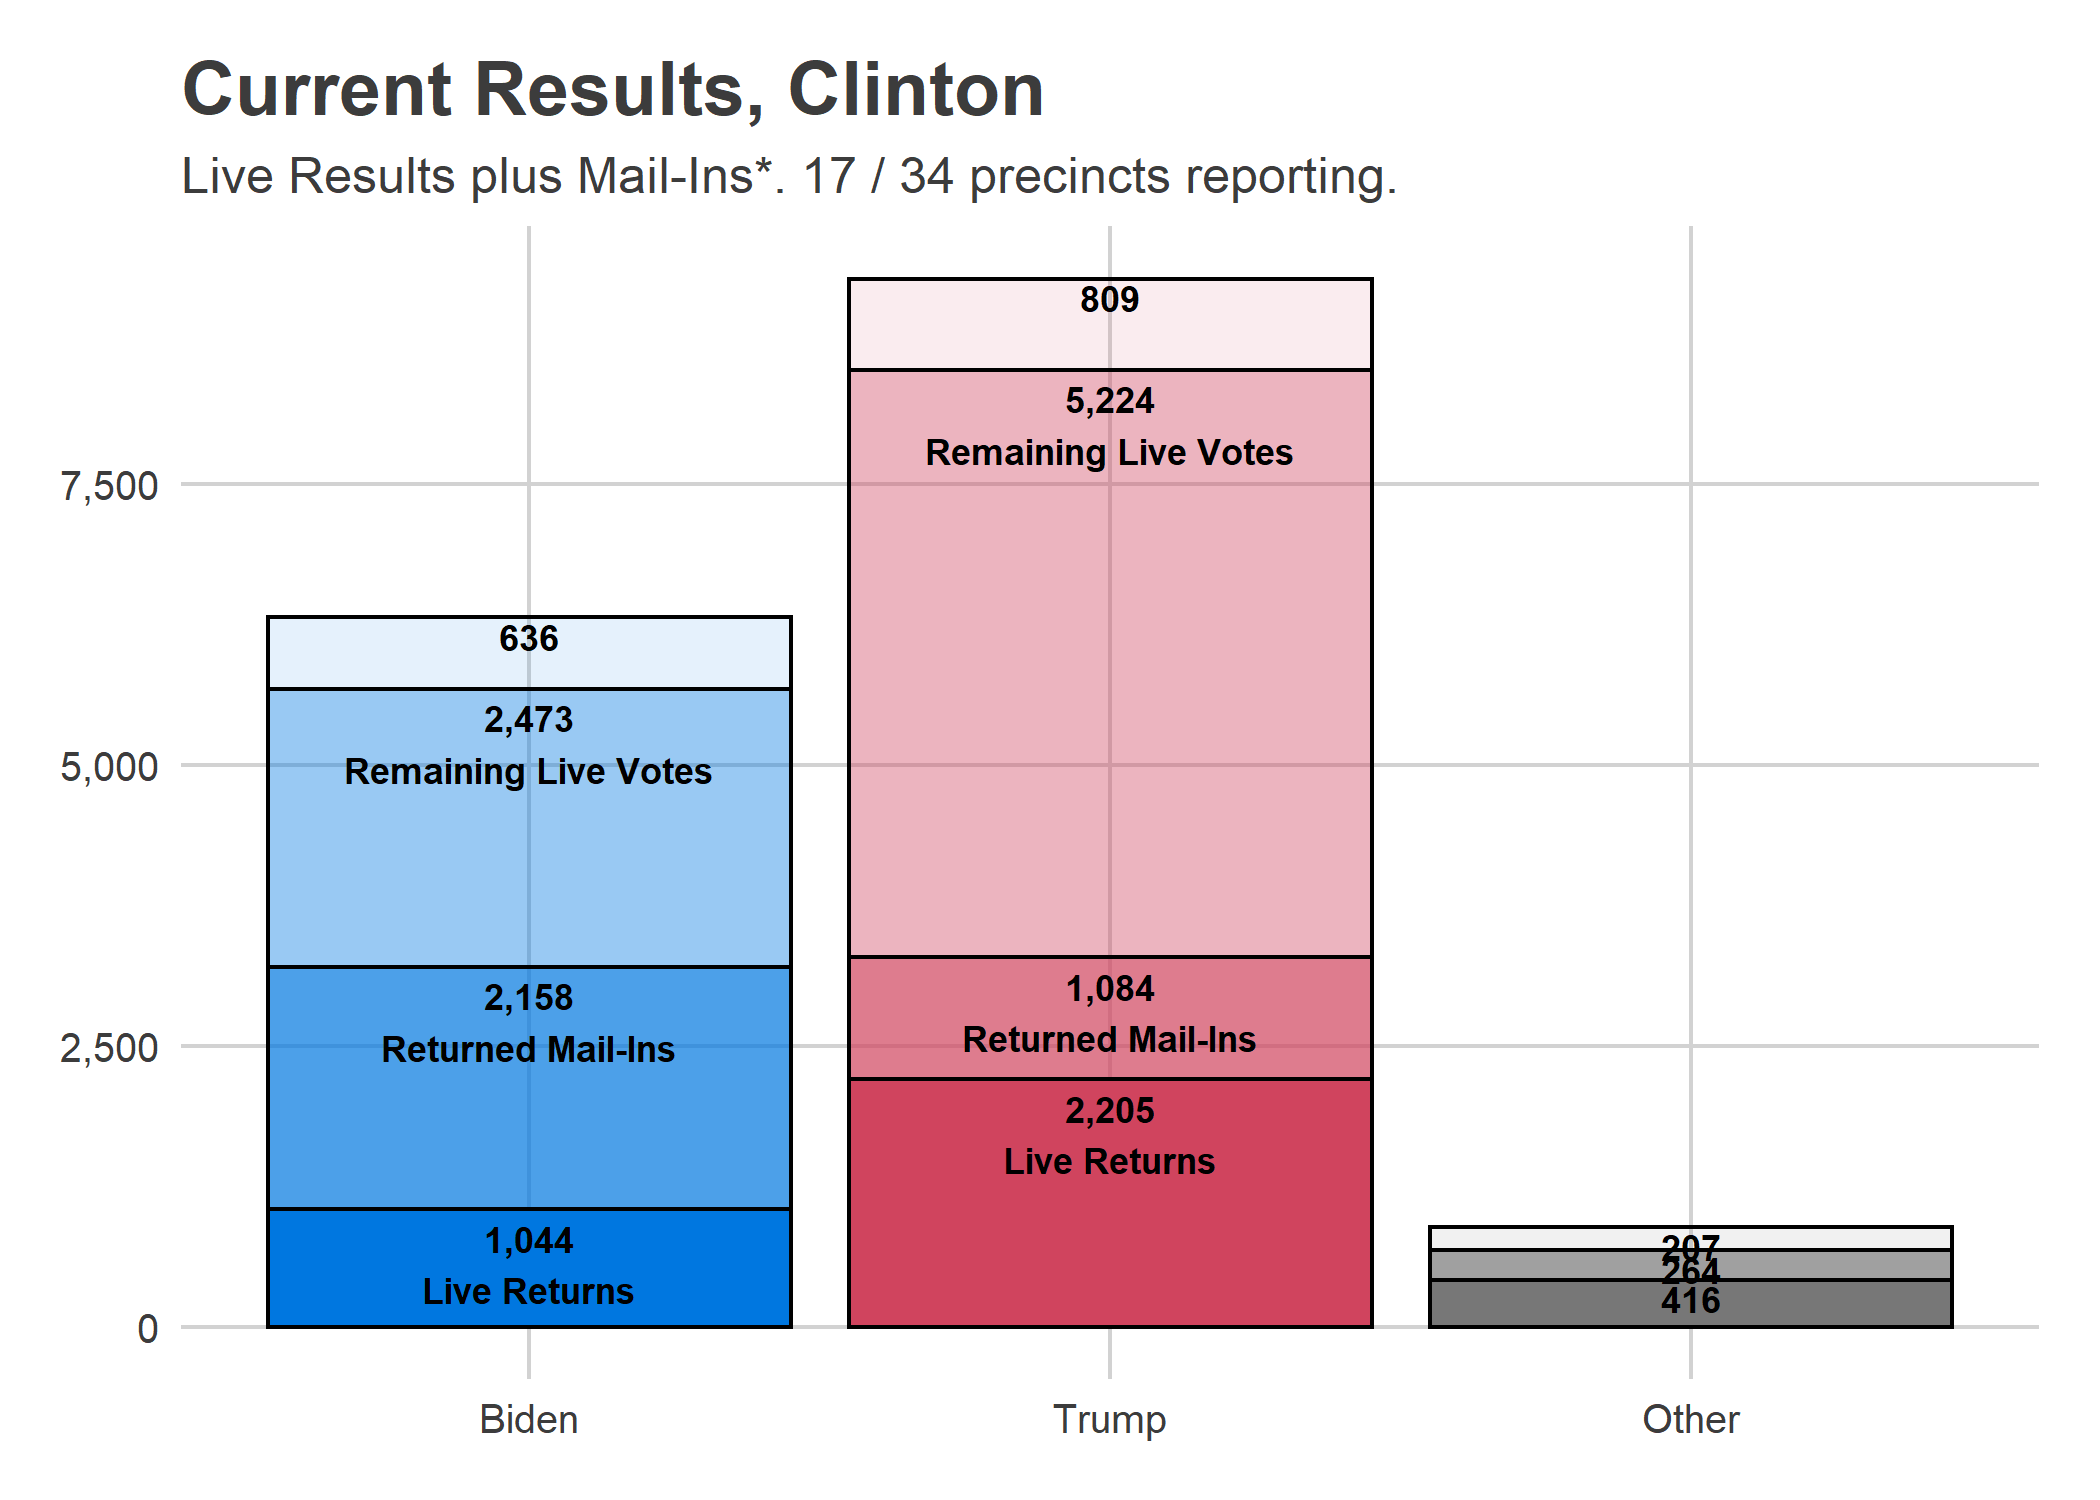 Current Results, Clinton
Live Results plus Mail-Ins*. 17 / 34 precincts reporting.
809
5,224
Remaining Live Votes
7,500
636
2,473
Remaining Live Votes
5,000
2,158
Returned Mail-Ins
1,084
Returned Mail-Ins
2,500
2,205
Live Returns
1,044
Live Returns
207
264
416
0
Biden
Trump
Other